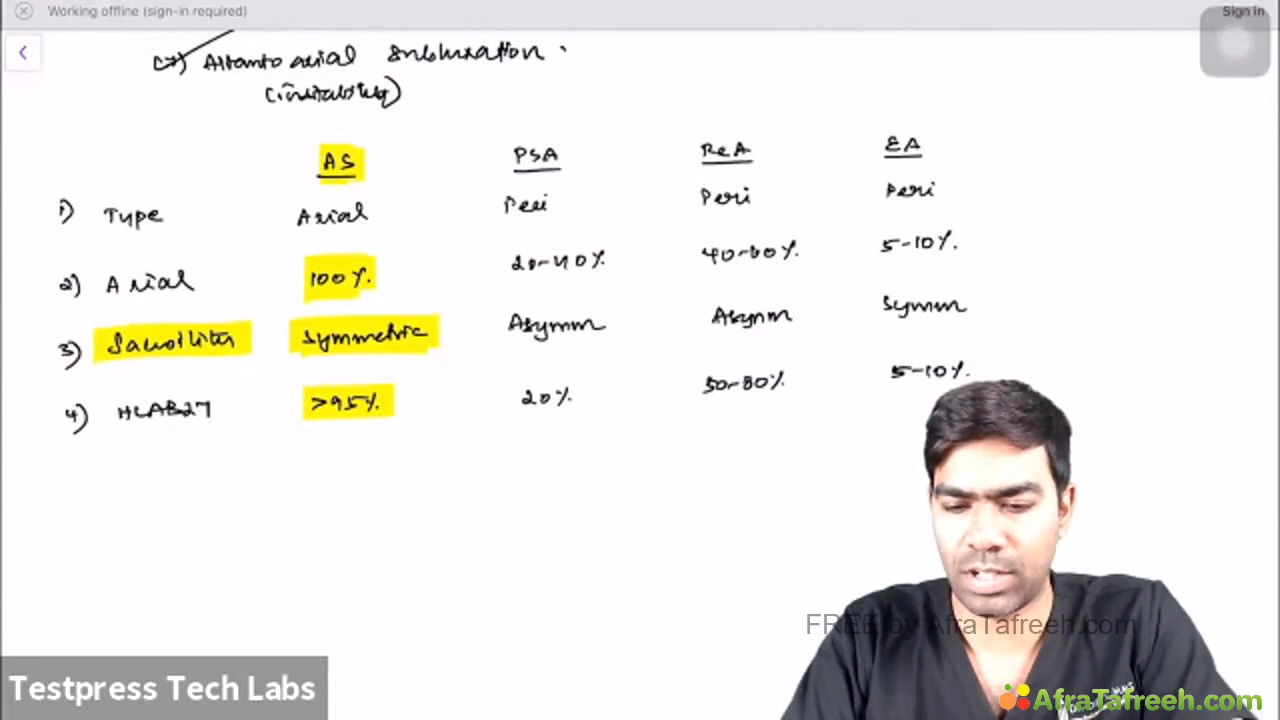 Working offline (sign-in required)
Sign in
Atlanto axial subluxation
(instability)
AS PSA ReA EA
1) Type Axial Peri Peri Peri
2) Axial 100%. 20-40%. 40-60%. 5-10%.
3) Sacroiliitis Symmetric Asymm Asymm Symm
4) HLAB27 >95%. 20%. 50-80%. 5-10%.
FREE by AfraTafreeh.com
Testpress Tech Labs
AfraTafreeh.com